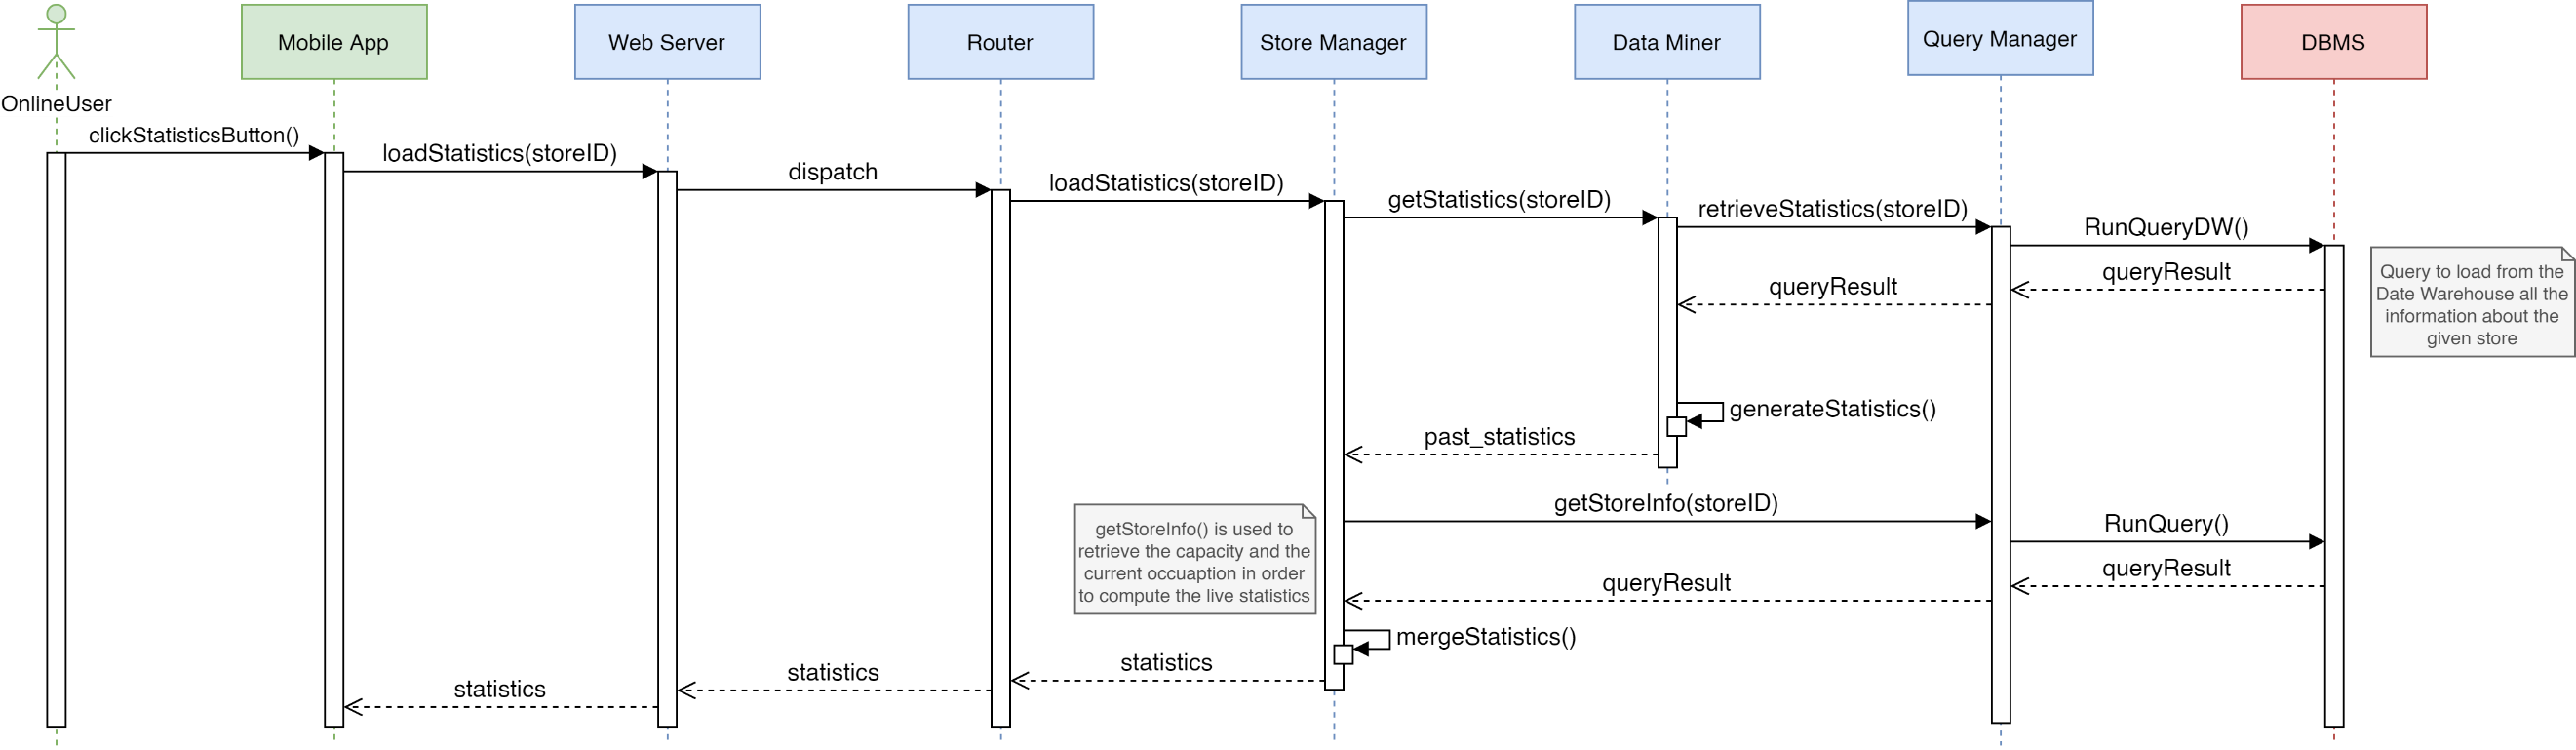 Mobile App
Web Server
Router
Store Manager
Data Miner
Query Manager
DBMS
OnlineUser
clickStatisticsButton()
loadStatistics(storeID)
dispatch
loadStatistics(storeID)
getStatistics(storeID)
retrieveStatistics(storeID)
RunQueryDW()
queryResult
queryResult
Query to load from the
Date Warehouse all the
information about the
given store
generateStatistics()
past_statistics
getStoreInfo(storeID)
getStoreInfo() is used to
retrieve the capacity and the
current occuaption in order
to compute the live statistics
RunQuery()
queryResult
queryResult
mergeStatistics()
statistics
statistics
statistics